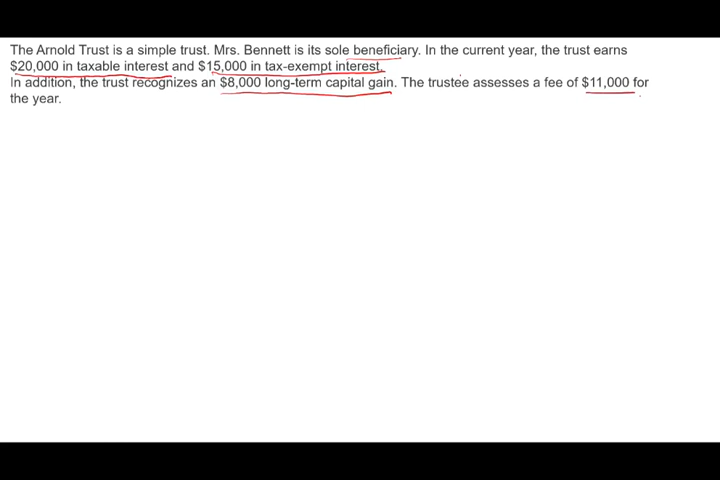 The Arnold Trust is a simple trust. Mrs. Bennett is its sole beneficiary. In the current year, the trust earns
$20,000 in taxable interest and $15,000 in tax-exempt interest.
In addition, the trust recognizes an $8,000 long-term capital gain. The trustee assesses a fee of $11,000 for
the year.